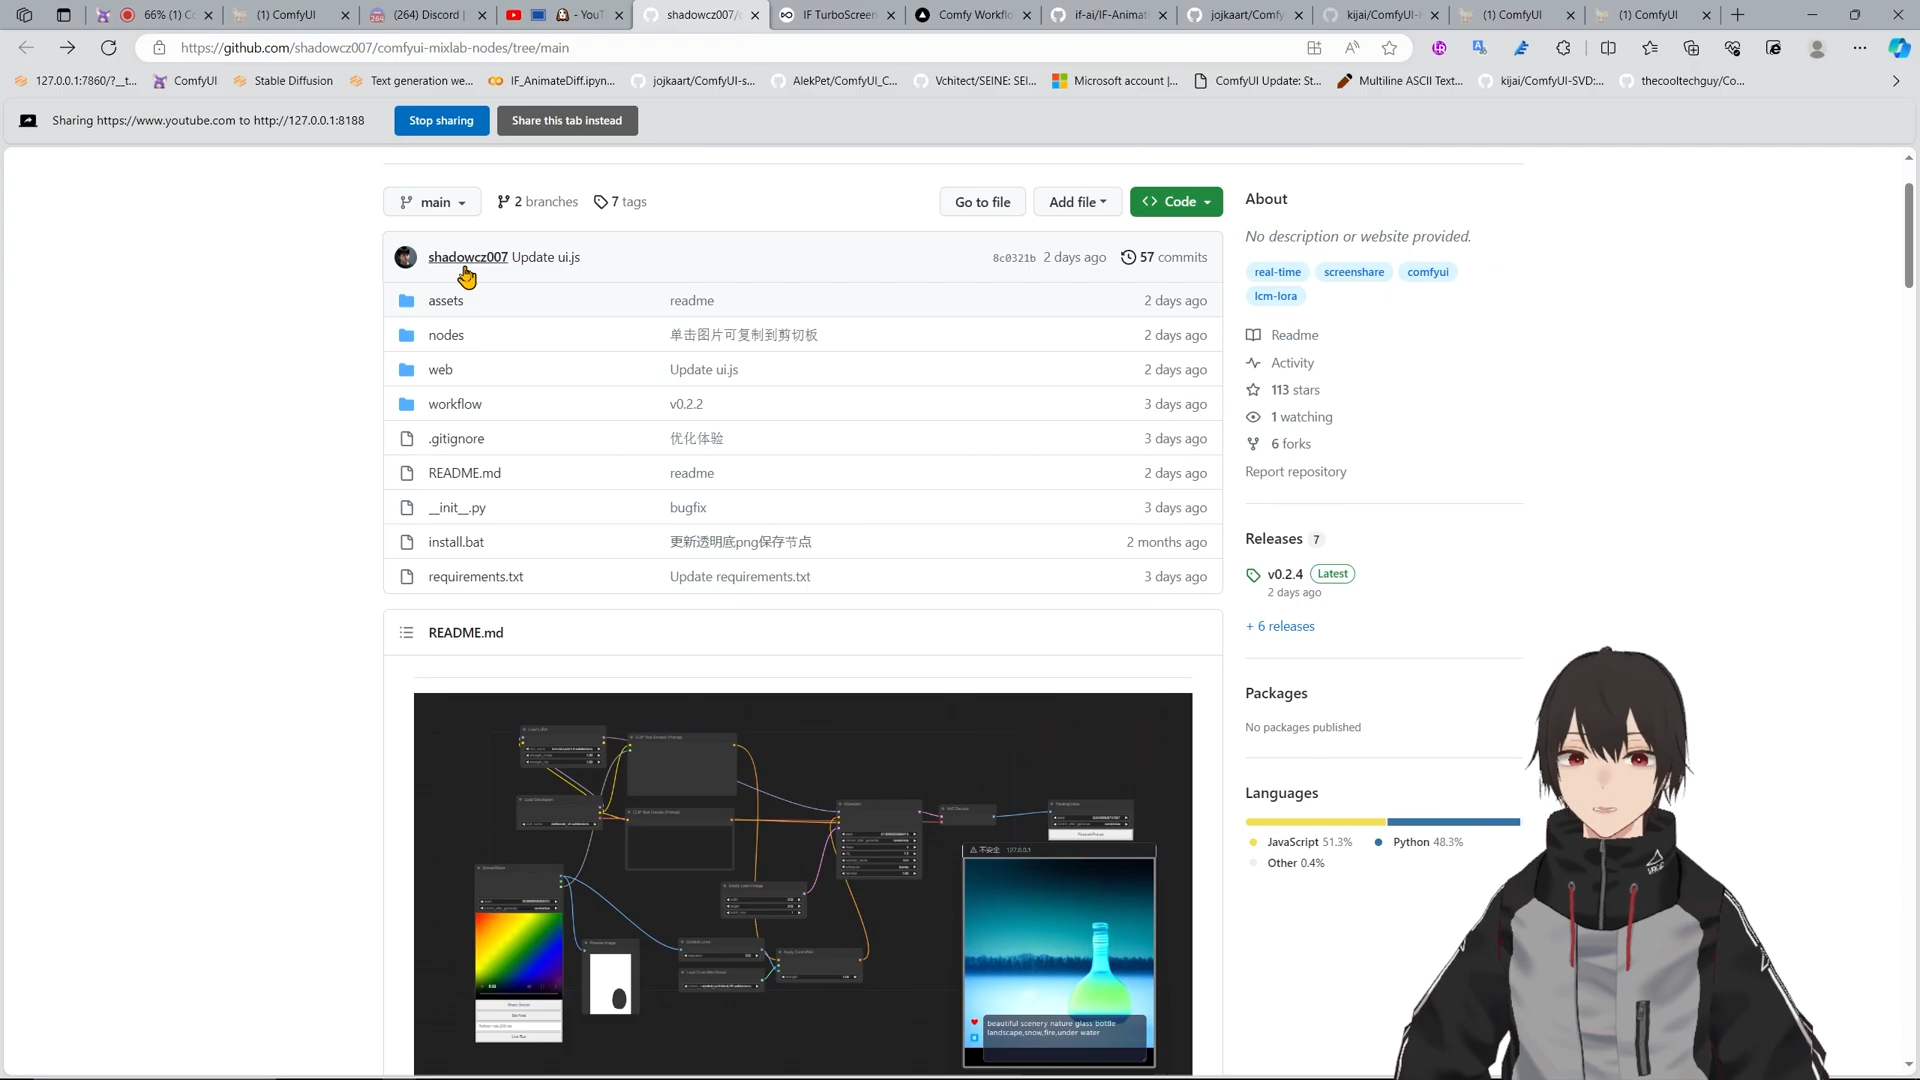 66% (1) Cc
(1) ComfyUI
(264) Discord |
- YouT
shadowcz007/c
IF TurboScreen
Comfy Workflo
if-ai/IF-Animat
jojkaart/Comfy
kijai/ComfyUI-
(1) ComfyUI
(1) ComfyUI
https://github.com/shadowcz007/comfyui-mixlab-nodes/tree/main
127.0.0.1:7860/?__t...
ComfyUI
Stable Diffusion
Text generation we...
IF_AnimateDiff.ipyn...
jojkaart/ComfyUI-s...
AlekPet/ComfyUI_C...
Vchitect/SEINE: SEI...
Microsoft account |...
ComfyUI Update: St...
Multiline ASCII Text...
kijai/ComfyUI-SVD:...
thecooltechguy/Co...
Sharing https://www.youtube.com to http://127.0.0.1:8188
Stop sharing
Share this tab instead
main
2 branches
7 tags
Go to file
Add file
Code
shadowcz007 Update ui.js
8c0321b 2 days ago
57 commits
assets readme 2 days ago
nodes 单击图片可复制到剪切板 2 days ago
web Update ui.js 2 days ago
workflow v0.2.2 3 days ago
.gitignore 优化体验 3 days ago
README.md readme 2 days ago
__init__.py bugfix 3 days ago
install.bat 更新透明底png保存节点 2 months ago
requirements.txt Update requirements.txt 3 days ago
README.md
不安全 127.0.0.1
beautiful scenery nature glass bottle
landscape,snow,fire,under water
About
No description or website provided.
real-time screenshare comfyui
lcm-lora
Readme
Activity
113 stars
1 watching
6 forks
Report repository
Releases 7
v0.2.4 Latest
2 days ago
+ 6 releases
Packages
No packages published
Languages
JavaScript 51.3% Python 48.3%
Other 0.4%